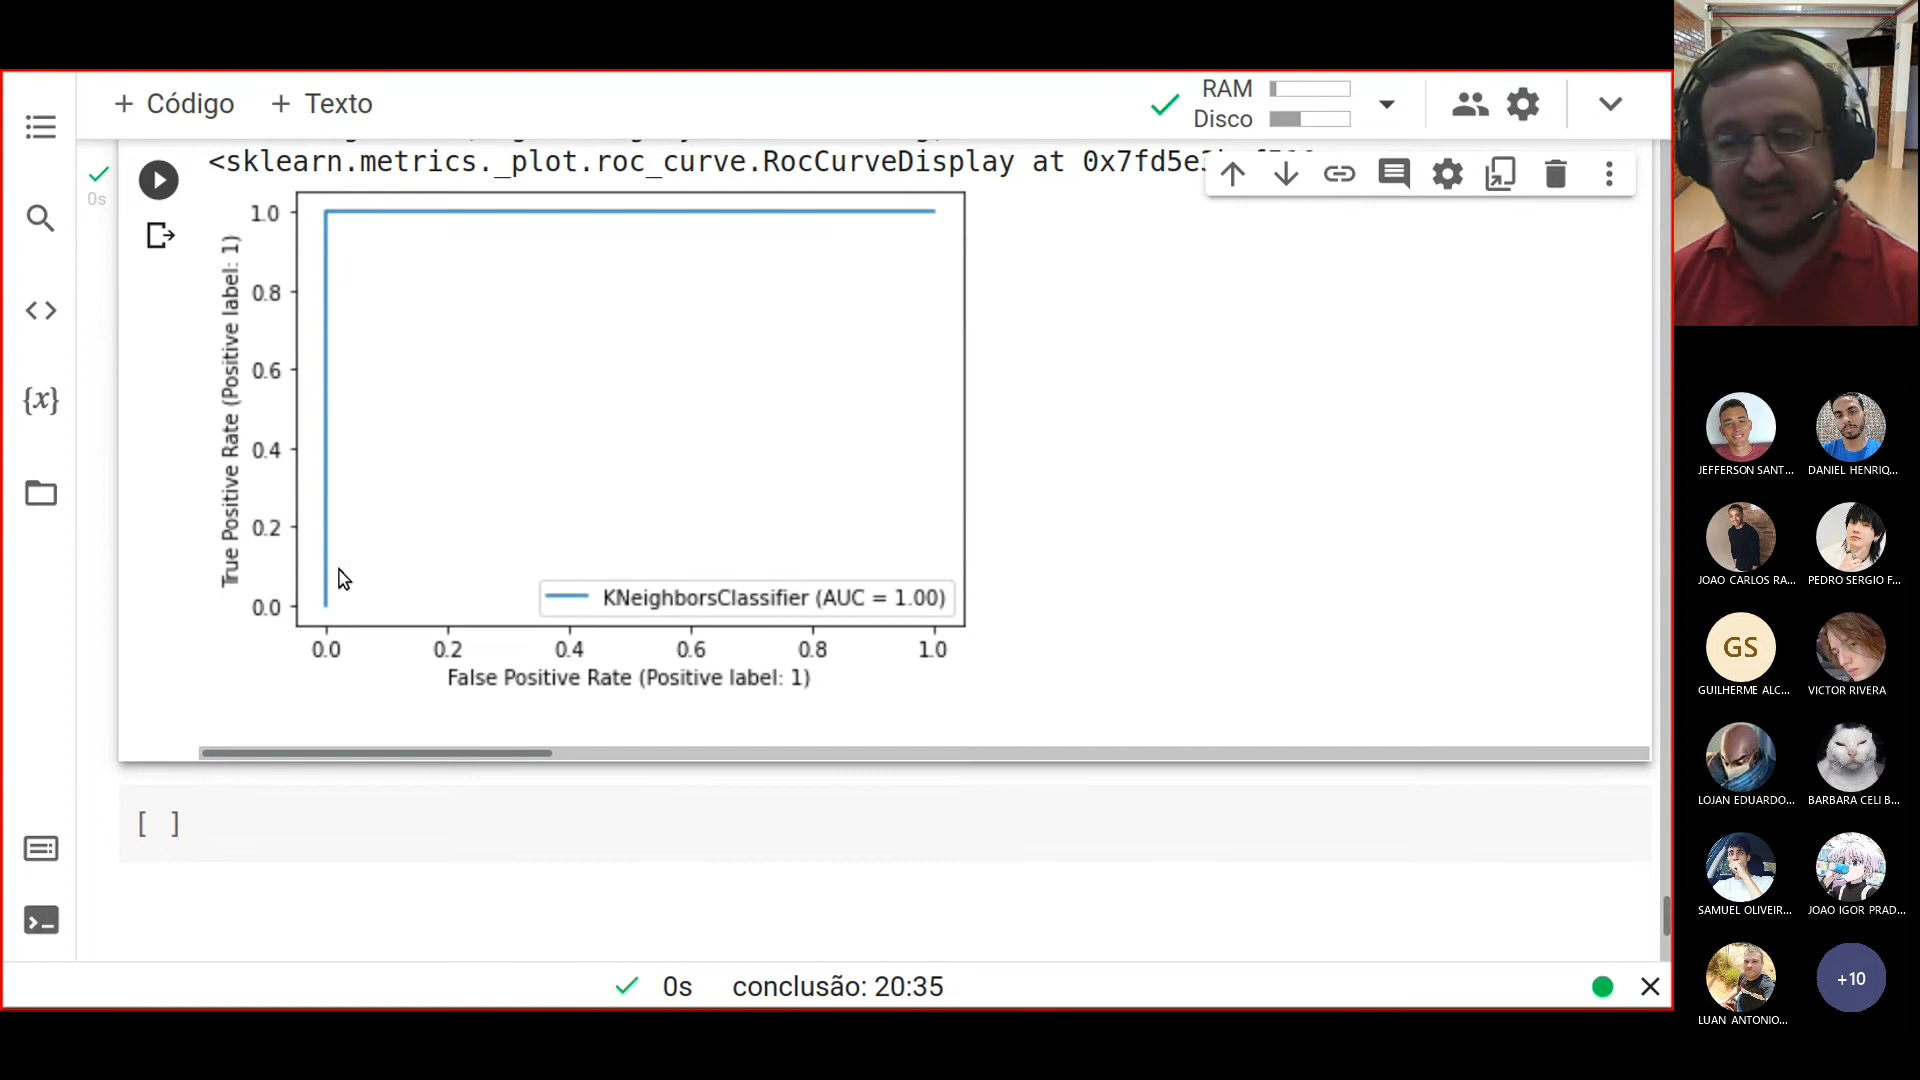 + Código + Texto
RAM
Disco
<sklearn.metrics._plot.roc_curve.RocCurveDisplay at
0s
1.0
0.8
0.6
0.4
0.2
0.0
True Positive Rate (Positive label: 1)
KNeighborsClassifier (AUC = 1.00)
0.0 0.2 0.4 0.6 0.8 1.0
False Positive Rate (Positive label: 1)
{x}
[ ]
0s conclusão: 20:35
JEFFERSON SANT... DANIEL HENRIQ...
JOAO CARLOS RA... PEDRO SERGIO F...
GS
GUILHERME ALC... VICTOR RIVERA
LOJAN EDUARDO... BARBARA CELI B...
SAMUEL OLIVEIR... JOAO IGOR PRAD...
+10
LUAN ANTONIO...